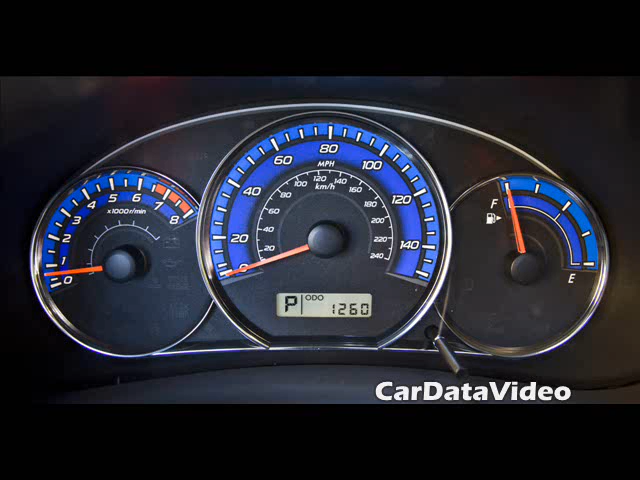 0 1 2 3 4 5 6 7 8
x1000r/min
0 20 40 60 80 100 120 140
MPH
20 40 60 80 100 120 140 160 180 200 220 240
km/h
F
E
P ODO 1260
CarDataVideo